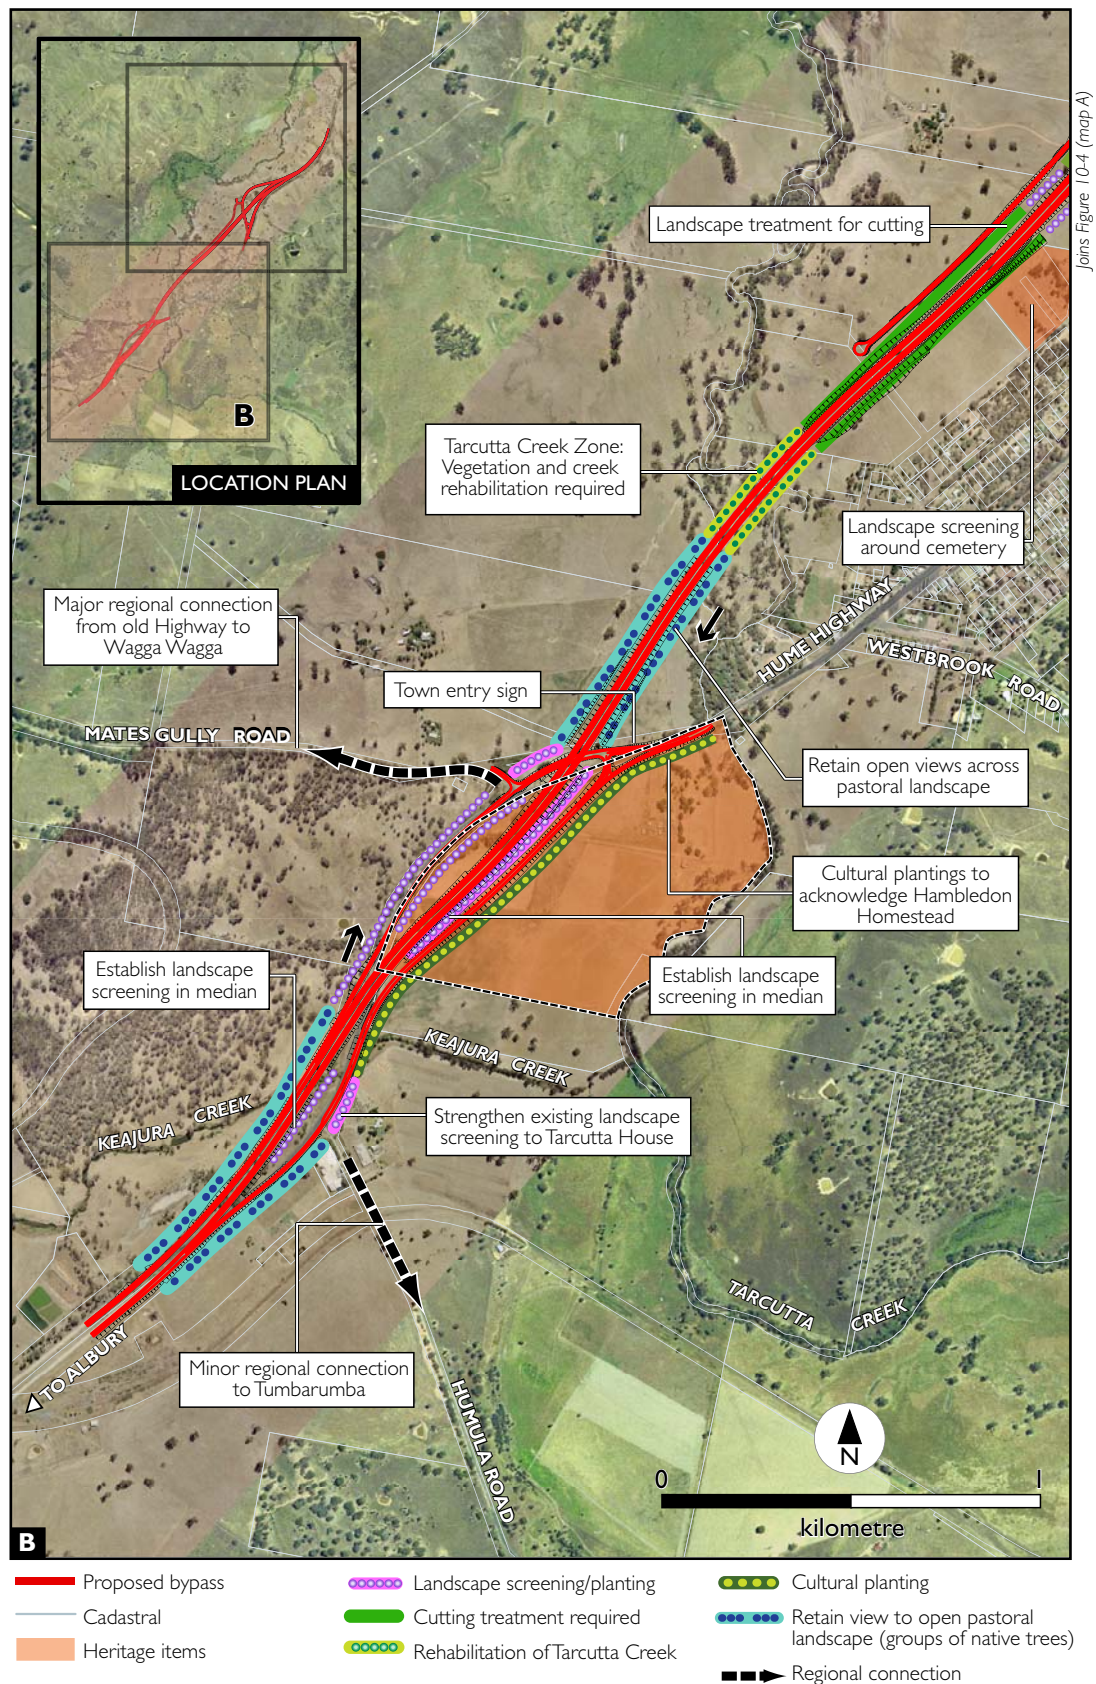 Joins Figure 10-4 (map A)
B
LOCATION PLAN
Landscape treatment for cutting
Tarcutta Creek Zone:
Vegetation and creek
rehabilitation required
Landscape screening
around cemetery
Major regional connection
from old Highway to
Wagga Wagga
HUME HIGHWAY
WESTBROOK ROAD
Town entry sign
MATES GULLY ROAD
Retain open views across
pastoral landscape
Cultural plantings to
acknowledge Hambledon
Homestead
Establish landscape
screening in median
Establish landscape
screening in median
KEAJURA CREEK
KEAJURA CREEK
Strengthen existing landscape
screening to Tarcutta House
TARCUTTA CREEK
TO ALBURY
Minor regional connection
to Tumbarumba
HUMULA ROAD
N
0 1
kilometre
B
Proposed bypass
Cadastral
Heritage items
Landscape screening/planting
Cutting treatment required
Rehabilitation of Tarcutta Creek
Cultural planting
Retain view to open pastoral
landscape (groups of native trees)
Regional connection